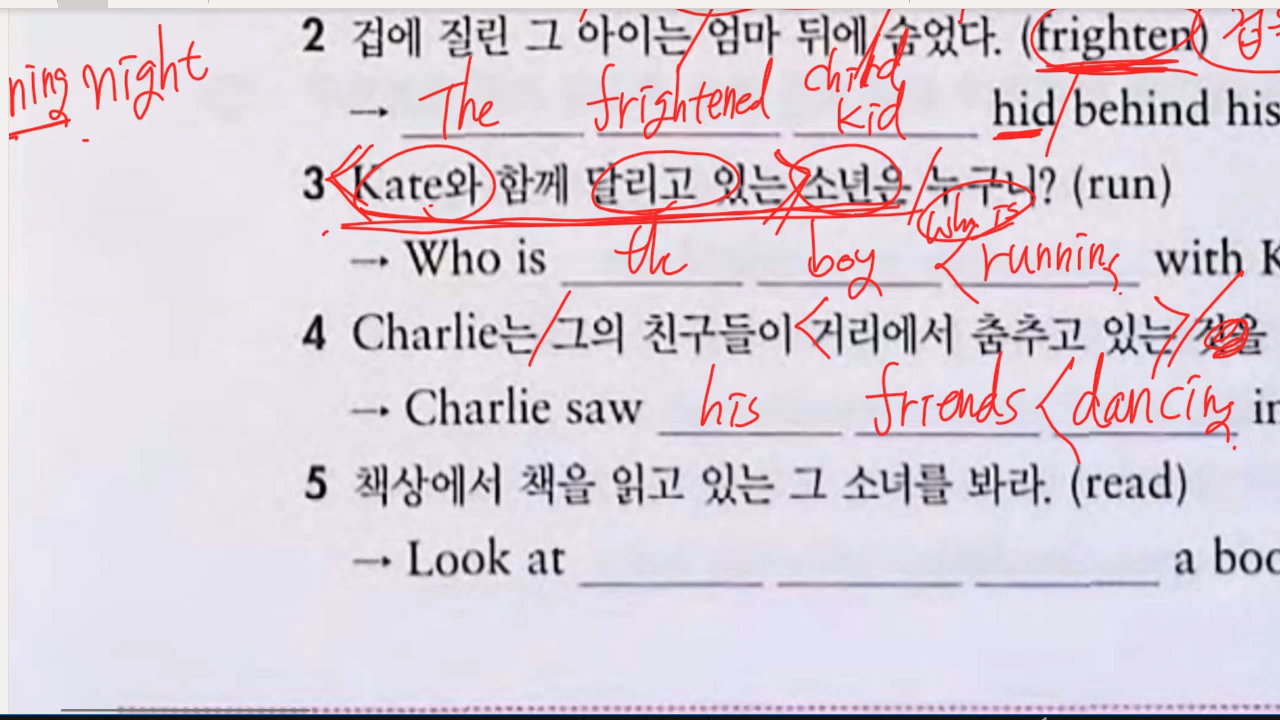 2 겁에 질린 그 아이는 엄마 뒤에 숨었다. (frighten)
ning night
child
→ The frightened kid hid behind his
3 Kate와 함께 달리고 있는 소년은 누구니? (run)
who is
→ Who is the boy running with K
4 Charlie는 그의 친구들이 거리에서 춤추고 있는 것을
→ Charlie saw his friends dancing in
5 책상에서 책을 읽고 있는 그 소녀를 봐라. (read)
→ Look at a boo